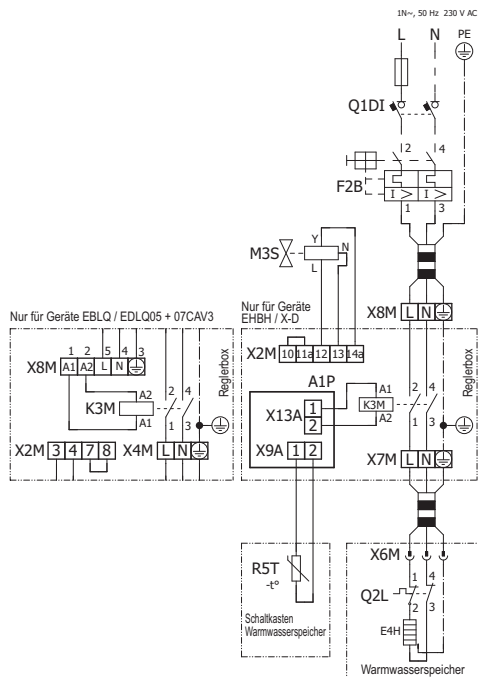 1N~, 50 Hz 230 V AC
L N PE
Q1DI
2 4
F2B
I > I >
1 3
M3S
Y
N
L
Nur für Geräte EBLQ / EDLQ05 + 07CAV3
Nur für Geräte
EHBH / X-D
X8M L N
1 2 5 4 3
X8M A1 A2 L N
X2M 10 11a 12 13 14a
Reglerbox
Reglerbox
A2
K3M
A1
2 4
1 3
A1P
X13A 1
2
A1
K3M
A2
2 4
1 3
X2M 3 4 7 8
X4M L N
X9A 1 2
X7M L N
X6M
R5T
-t°
Schaltkasten
Warmwasserspeicher
1 4
Q2L
2 3
E4H
Warmwasserspeicher